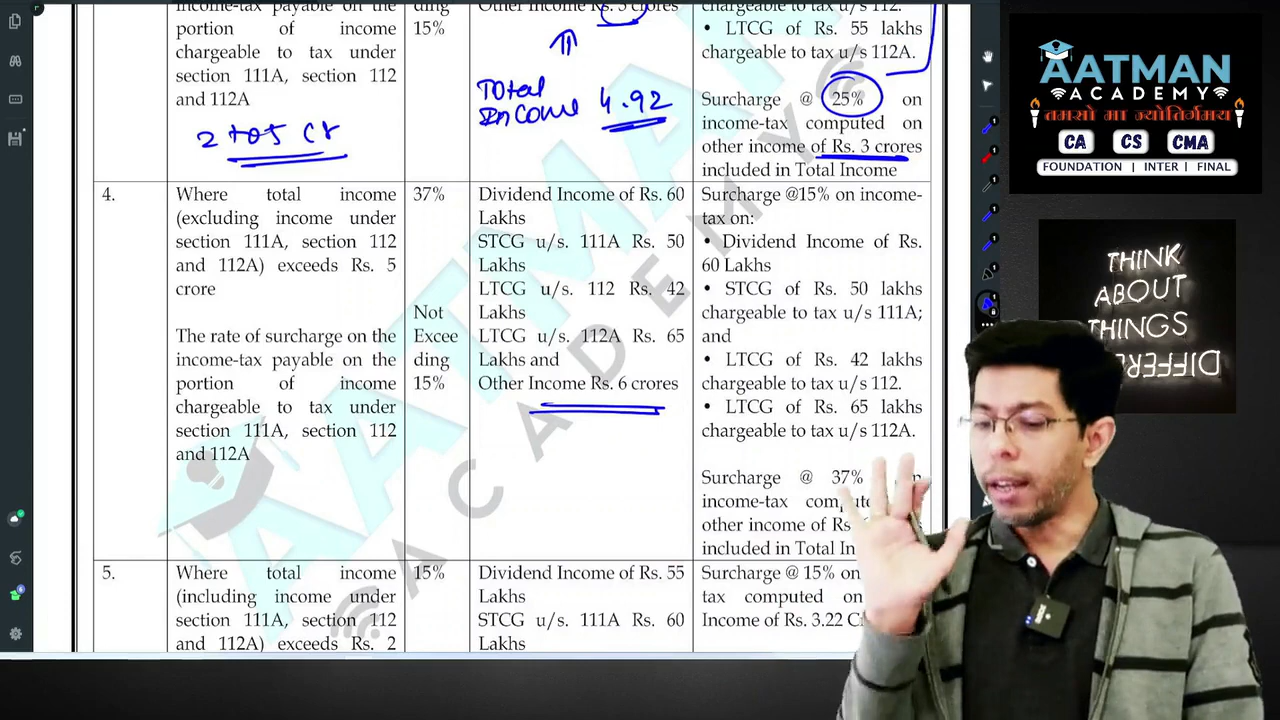 income-tax payable on the
portion of income
chargeable to tax under
section 111A, section 112
and 112A
2 to 5 Cr
ding
15%
Other Income Rs. 3 crores
Total
Income 4.92
chargeable to tax u/s 112.
• LTCG of Rs. 55 lakhs
chargeable to tax u/s 112A.
Surcharge @ 25% on
income-tax computed on
other income of Rs. 3 crores
included in Total Income
4.
Where total income
(excluding income under
section 111A, section 112
and 112A) exceeds Rs. 5
crore
The rate of surcharge on the
income-tax payable on the
portion of income
chargeable to tax under
section 111A, section 112
and 112A
37%
Not
Excee
ding
15%
Dividend Income of Rs. 60
Lakhs
STCG u/s. 111A Rs. 50
Lakhs
LTCG u/s. 112 Rs. 42
Lakhs
LTCG u/s. 112A Rs. 65
Lakhs and
Other Income Rs. 6 crores
Surcharge @15% on income-
tax on:
• Dividend Income of Rs.
60 Lakhs
• STCG of Rs. 50 lakhs
chargeable to tax u/s 111A;
and
• LTCG of Rs. 42 lakhs
chargeable to tax u/s 112.
• LTCG of Rs. 65 lakhs
chargeable to tax u/s 112A.
Surcharge @ 37%
income-tax
other income of
included in Total
5.
Where total income
(including income under
section 111A, section 112
and 112A) exceeds Rs. 2
15%
Dividend Income of Rs. 55
Lakhs
STCG u/s. 111A Rs. 60
Lakhs
Surcharge @ 15% on
tax computed on
Income of Rs. 3.22
AATMAN
ACADEMY
AATMAN
ACADEMY
तमसो मा ज्योतिर्गमय
CA CS CMA
FOUNDATION | INTER | FINAL
THINK
ABOUT
THINGS